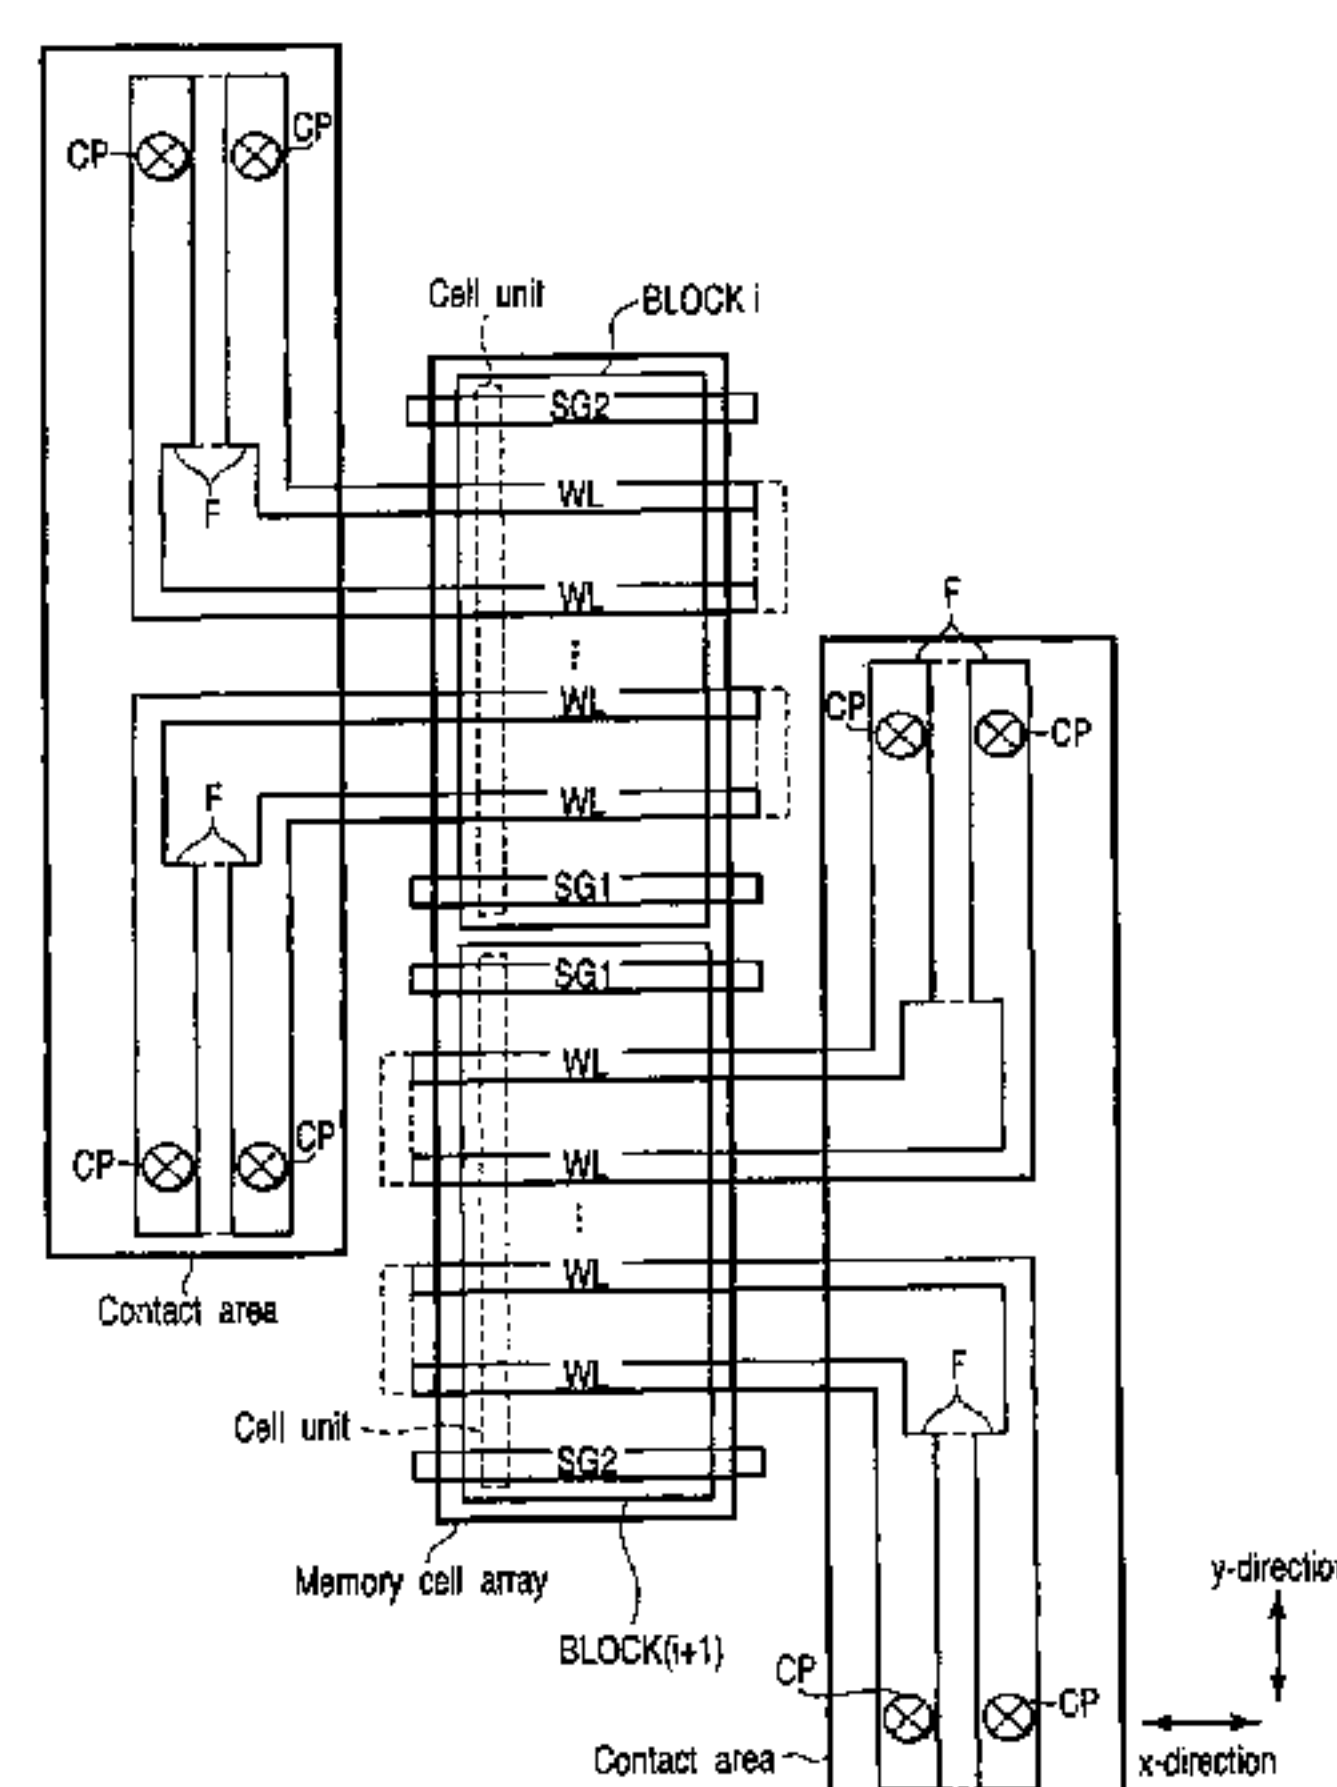 CP
CP
Cell unit
BLOCK i
SG2
WL
F
WL
F
WL
CP
CP
WL
F
SG1
SG1
WL
CP
CP
WL
WL
Contact area
WL
F
Cell unit
SG2
Memory cell array
y-direction
BLOCK(i+1)
CP
CP
Contact area
x-direction